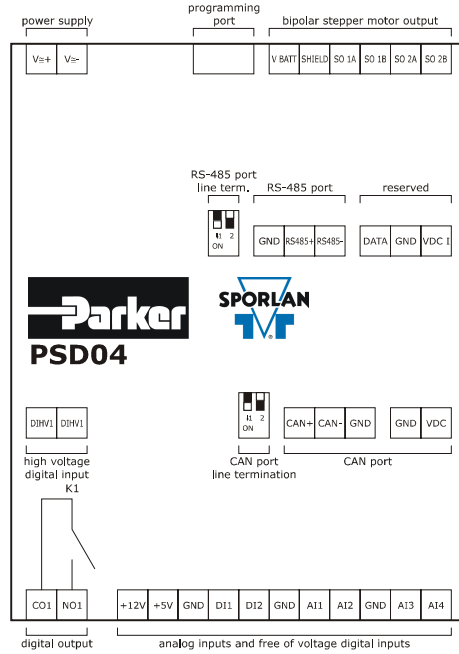 programming
port
power supply
bipolar stepper motor output
V≂+ V≂-
V BATT SHIELD SO 1A SO 1B SO 2A SO 2B
RS-485 port
line term.
RS-485 port
reserved
1 2
ON
GND RS485+ RS485-
DATA GND VDC I
Parker
SPORLAN
®
PSD04
1 2
ON
DIHV1 DIHV1
CAN+ CAN- GND
GND VDC
high voltage
digital input
CAN port
line termination
CAN port
K1
CO1 NO1
+12V +5V GND DI1 DI2 GND AI1 AI2 GND AI3 AI4
digital output
analog inputs and free of voltage digital inputs